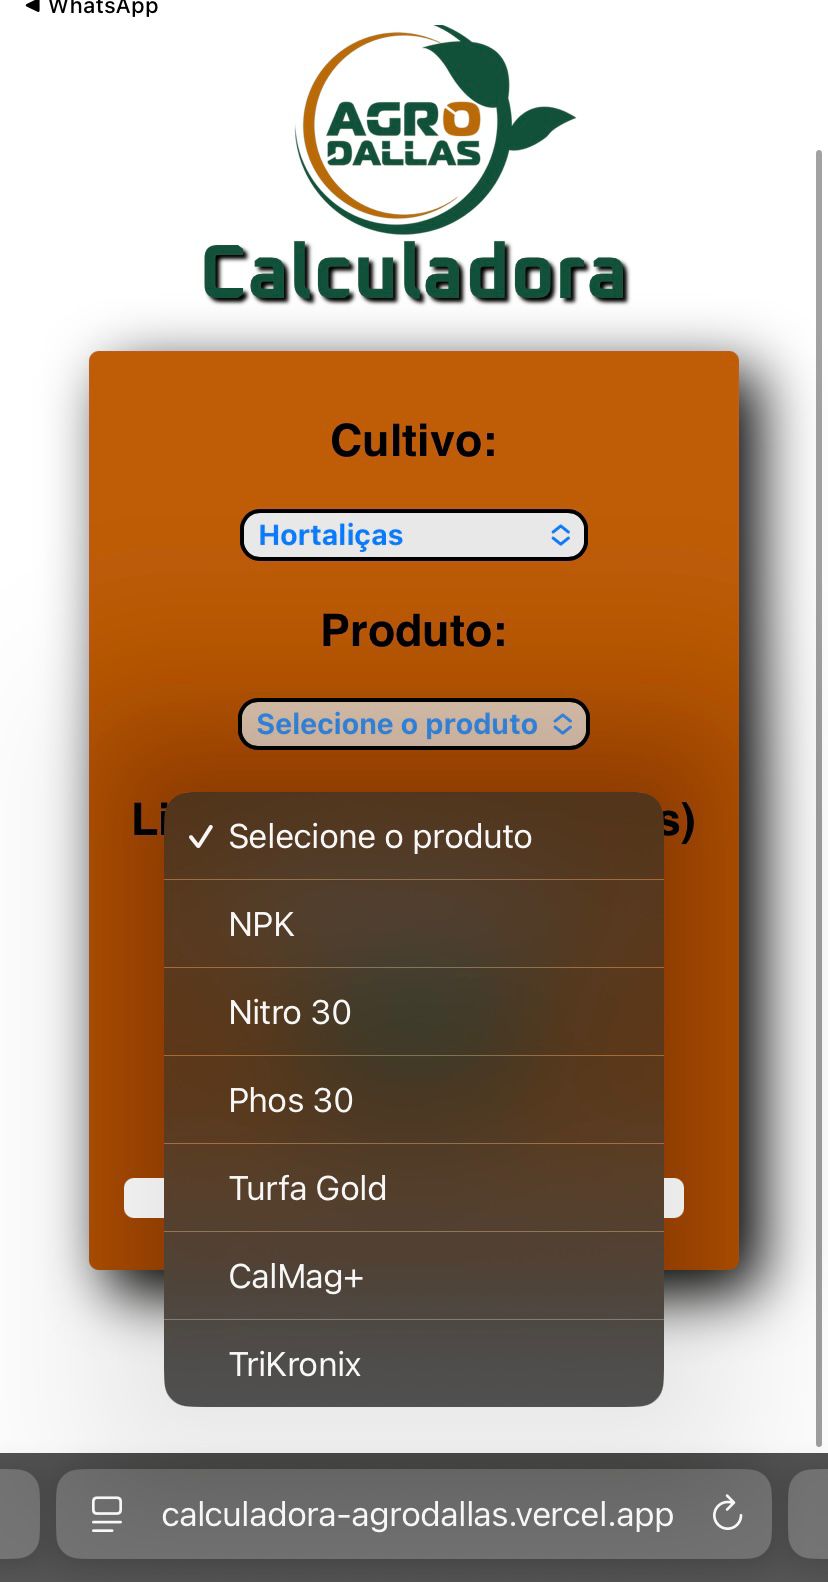 WhatsApp
AGRO
DALLAS
Calculadora
Cultivo:
Hortaliças
Produto:
Selecione o produto
Selecione o produto
NPK
Nitro 30
Phos 30
Turfa Gold
CalMag+
TriKronix
calculadora-agrodallas.vercel.app